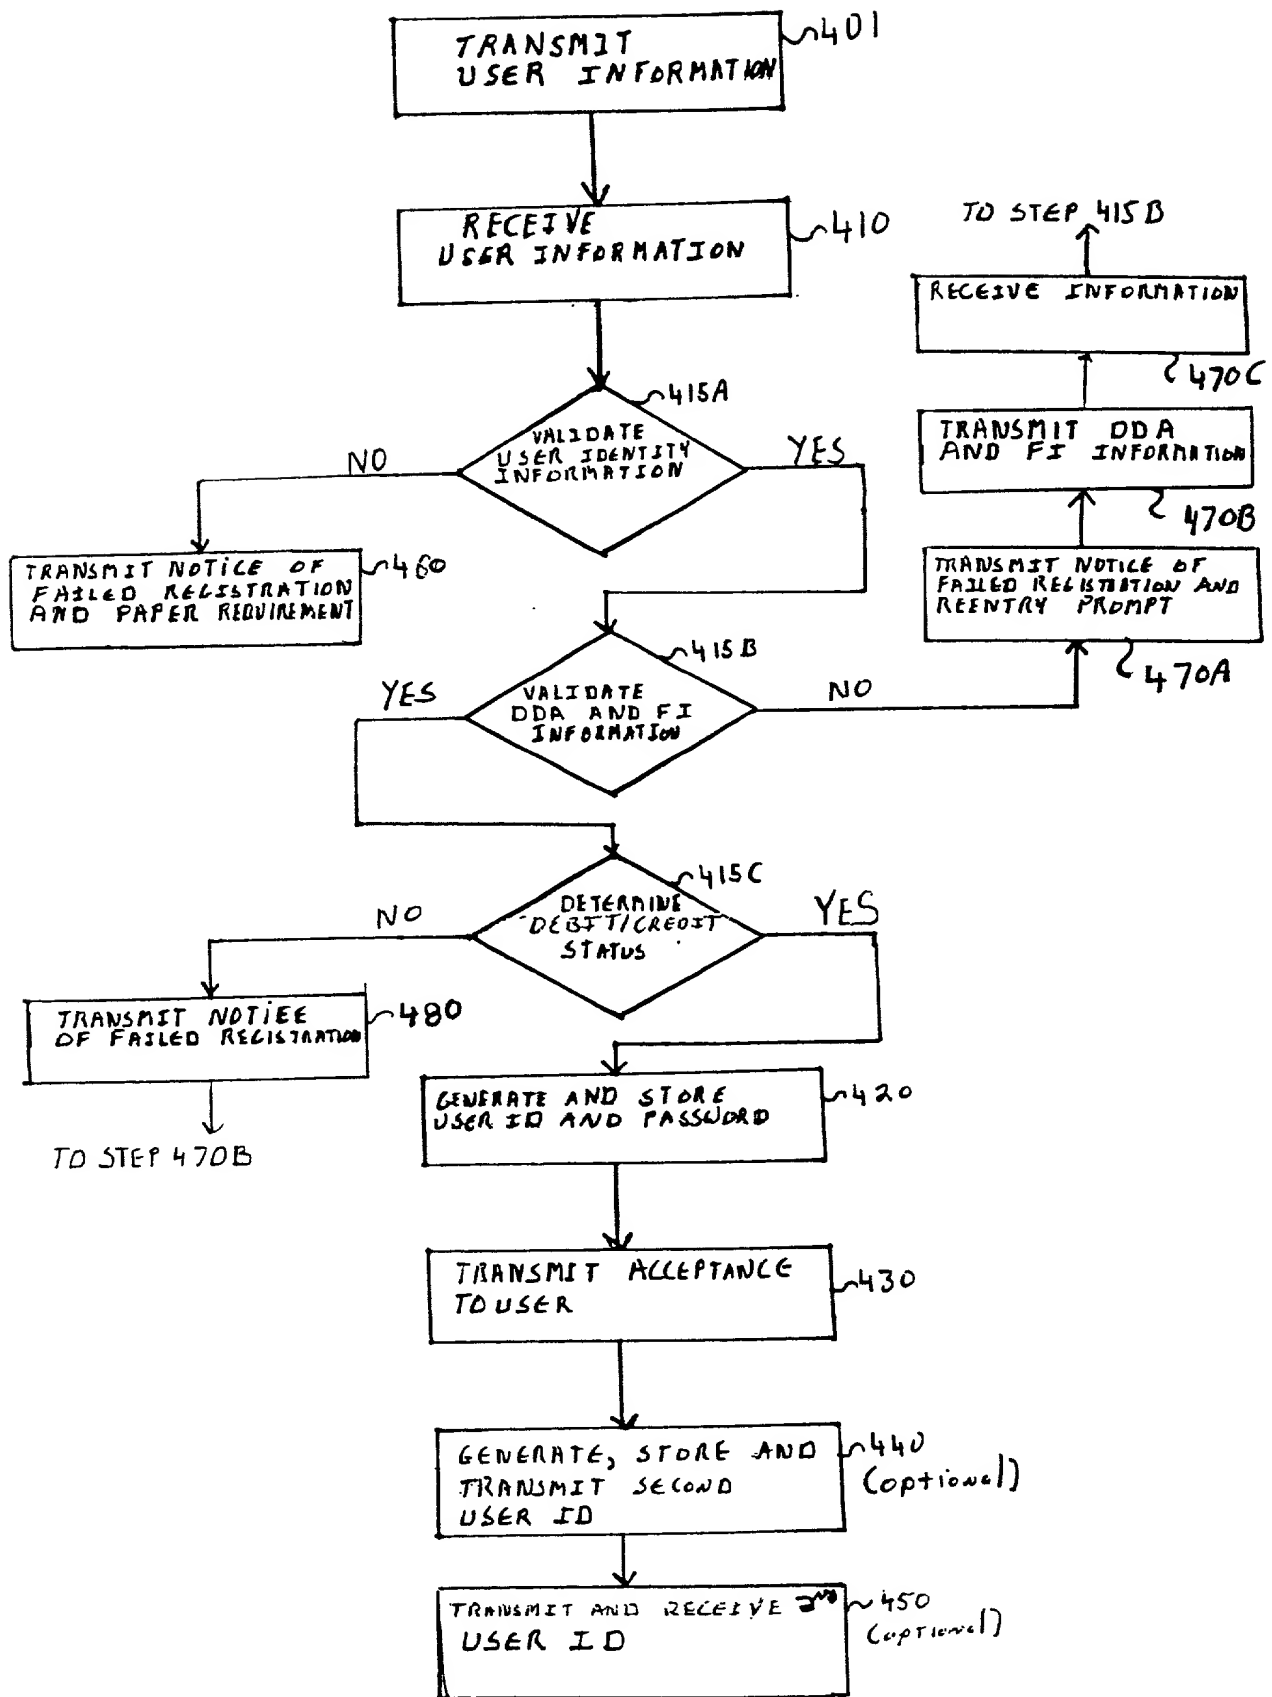 TRANSMIT
USER INFORMATION
401
RECEIVE
USER INFORMATION
410
TO STEP 415B
RECEIVE INFORMATION
470C
415A
VALIDATE
USER IDENTITY
INFORMATION
NO
YES
TRANSMIT DDA
AND FI INFORMATION
470B
TRANSMIT NOTICE OF
FAILED REGISTRATION
AND PAPER REQUIREMENT
460
TRANSMIT NOTICE OF
FAILED REGISTRATION AND
REENTRY PROMPT
470A
415B
YES
VALIDATE
DDA AND FI
INFORMATION
NO
415C
NO
DETERMINE
DEBIT/CREDIT
STATUS
YES
TRANSMIT NOTICE
OF FAILED REGISTRATION
480
TO STEP 470B
GENERATE AND STORE
USER ID AND PASSWORD
420
TRANSMIT ACCEPTANCE
TO USER
430
GENERATE, STORE AND
TRANSMIT SECOND
USER ID
440
(optional)
TRANSMIT AND RECEIVE 2ND
USER ID
450
(optional)